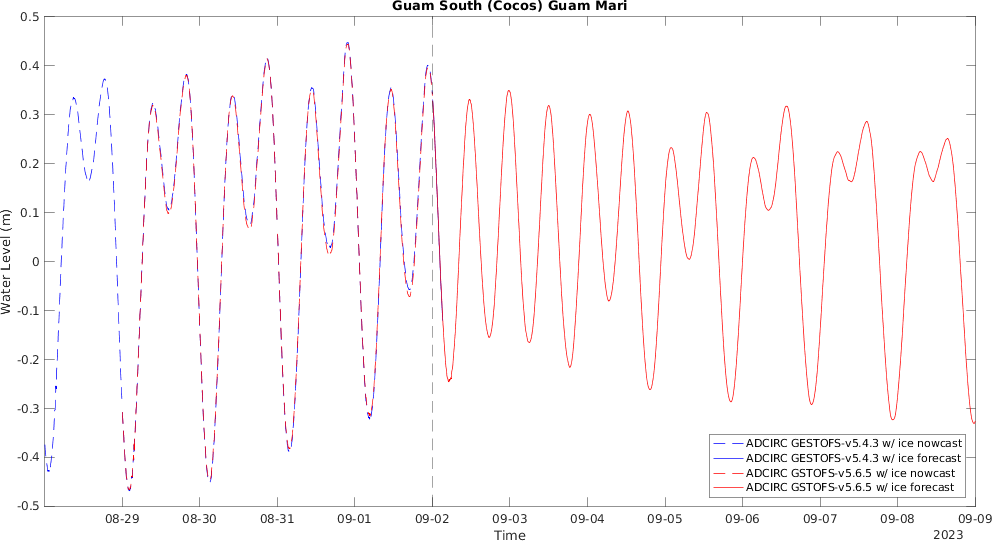 Guam South (Cocos) Guam Mari
0.5
0.4
0.3
0.2
0.1
0
-0.1
-0.2
-0.3
-0.4
-0.5
Water Level (m)
ADCIRC GESTOFS-v5.4.3 w/ ice nowcast
ADCIRC GESTOFS-v5.4.3 w/ ice forecast
ADCIRC GSTOFS-v5.6.5 w/ ice nowcast
ADCIRC GSTOFS-v5.6.5 w/ ice forecast
08-29 08-30 08-31 09-01 09-02 09-03 09-04 09-05 09-06 09-07 09-08 09-09
Time
2023